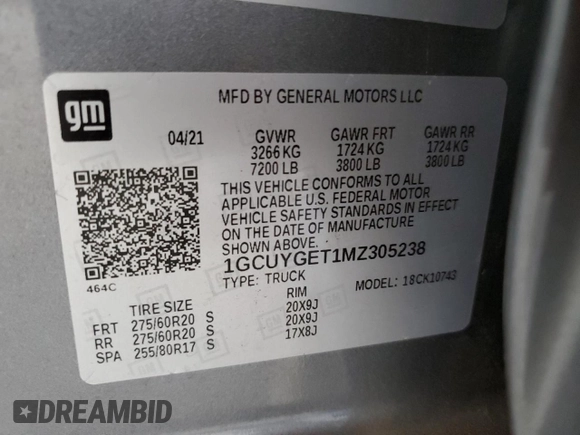 gm
MFD BY GENERAL MOTORS LLC
04/21 GVWR GAWR FRT GAWR RR
3266 KG 1724 KG 1724 KG
7200 LB 3800 LB 3800 LB
THIS VEHICLE CONFORMS TO ALL
APPLICABLE U.S. FEDERAL MOTOR
VEHICLE SAFETY STANDARDS IN EFFECT
ON THE DATE OF MANUFACTURE
SHOWN ABOVE.
1GCUYGET1MZ305238
464C
TYPE: TRUCK MODEL: 18CK10743
TIRE SIZE RIM
FRT 275/60R20 S 20X9J
RR 275/60R20 S 20X9J
SPA 255/80R17 S 17X8J
DREAMBID